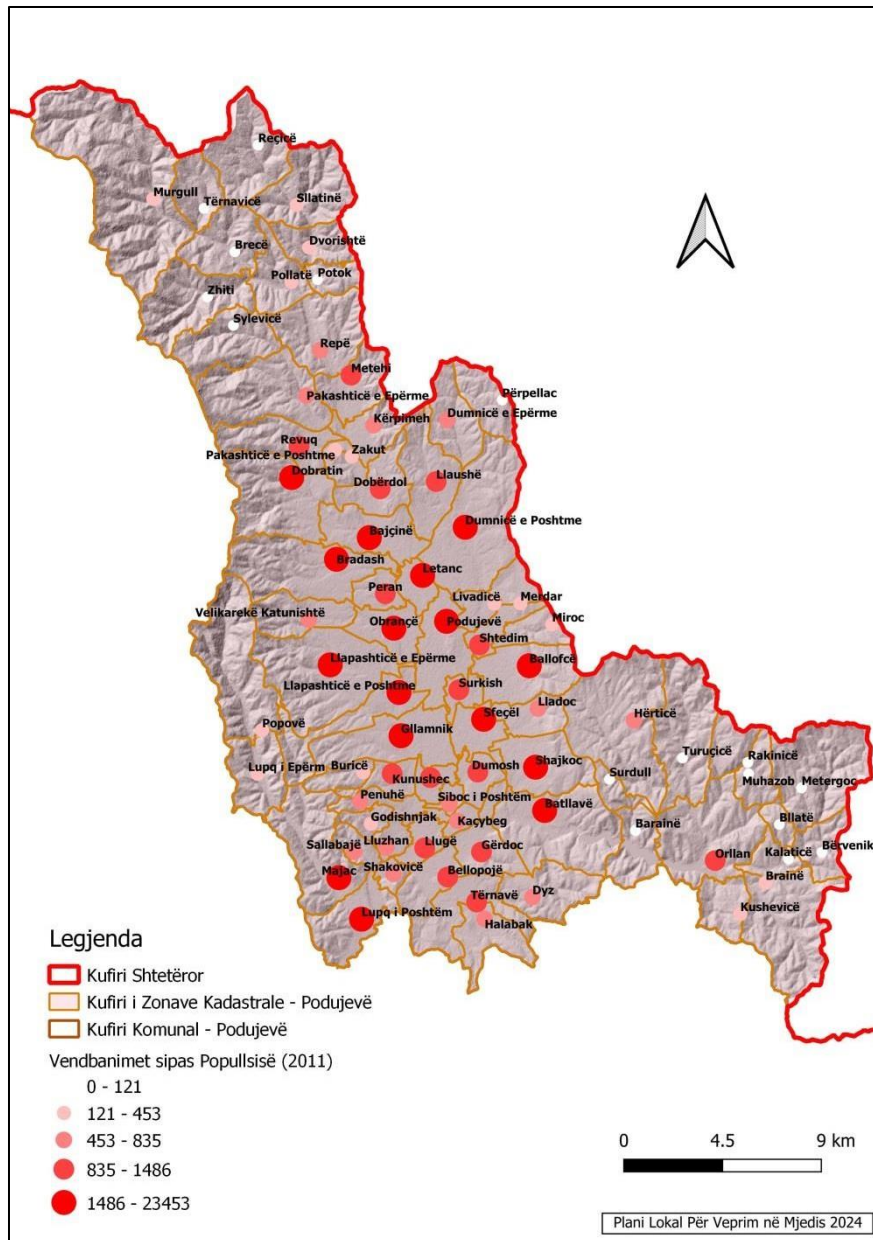 Reçicë
Murgull
Tërnavicë
Sllatinë
Brecë
Dvorishtë
Pollatë
Potok
Zhiti
Sylevicë
Repë
Metehi
Pakashticë e Epërme
Përpellac
Kërpimeh
Dumnicë e Epërme
Revuq
Pakashticë e Poshtme
Zakut
Dobratin
Dobërdol
Llaushë
Dumnicë e Poshtme
Bajçinë
Bradash
Letanc
Peran
Livadicë
Merdar
Velikarekë Katunishtë
Miroc
Obrançë
Podujevë
Shtedim
Llapashticë e Epërme
Ballofcë
Llapashticë e Poshtme
Surkish
Lladoc
Sfeçël
Hërticë
Popovë
Gllamnik
Turuçicë
Rakinicë
Lupq i Epërm
Buricë
Kunushec
Dumosh
Shajkoc
Surdull
Muhazob
Metergoc
Penuhë
Siboc i Poshtëm
Batllavë
Godishnjak
Kaçybeg
Barainë
Bllatë
Sallabajë
Lluzhan
Llugë
Gërdoc
Orllan
Kalaticë
Bërvenik
Majac
Shakovicë
Bellopojë
Brainë
Tërnavë
Dyz
Kushevicë
Lupq i Poshtëm
Halabak
Legjenda
Kufiri Shtetëror
Kufiri i Zonave Kadastrale - Podujevë
Kufiri Komunal - Podujevë
Vendbanimet sipas Popullsisë (2011)
0 - 121
121 - 453
453 - 835
835 - 1486
1486 - 23453
0 4.5 9 km
Plani Lokal Për Veprim në Mjedis 2024